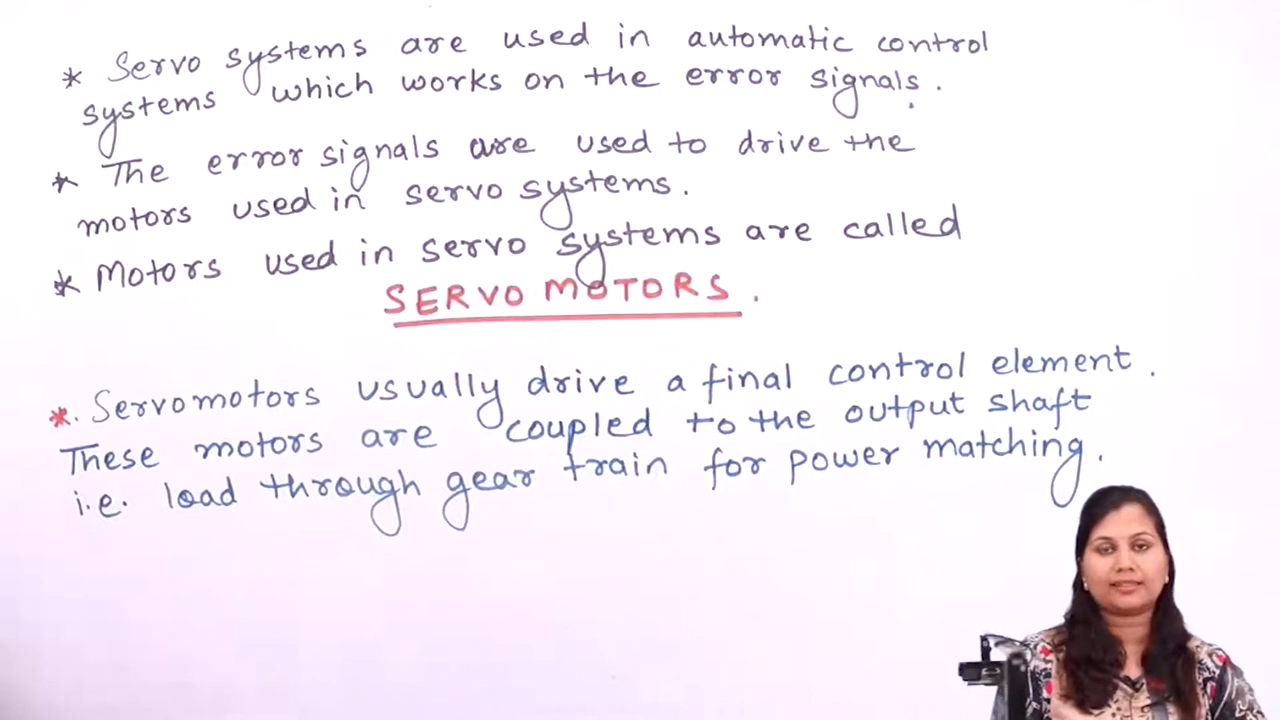 * Servo systems are used in automatic control
systems which works on the error signals.
* The error signals are used to drive the
motors used in servo systems.
* Motors used in servo systems are called
SERVO MOTORS.
*. Servomotors usually drive a final control element.
These motors are coupled to the output shaft
i.e. load through gear train for power matching.